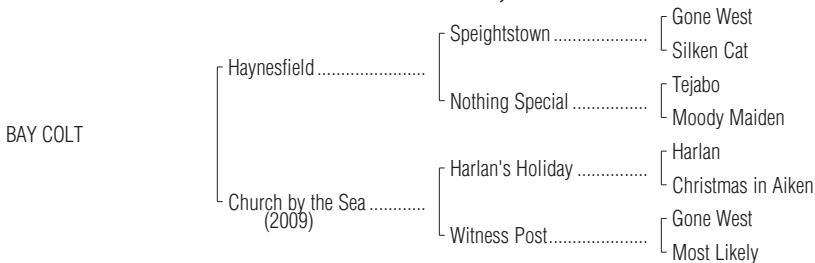 Gone West
Speightstown ....................
Silken Cat
Haynesfield .......................
Tejabo
Nothing Special ................
Moody Maiden
BAY COLT
Harlan
Harlan's Holiday ...............
Christmas in Aiken
Church by the Sea ............
(2009)
Gone West
Witness Post.....................
Most Likely